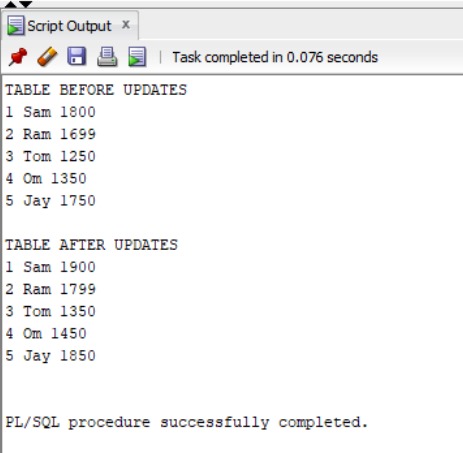 Script Output x
Task completed in 0.076 seconds
TABLE BEFORE UPDATES
1 Sam 1800
2 Ram 1699
3 Tom 1250
4 Om 1350
5 Jay 1750
TABLE AFTER UPDATES
1 Sam 1900
2 Ram 1799
3 Tom 1350
4 Om 1450
5 Jay 1850
PL/SQL procedure successfully completed.